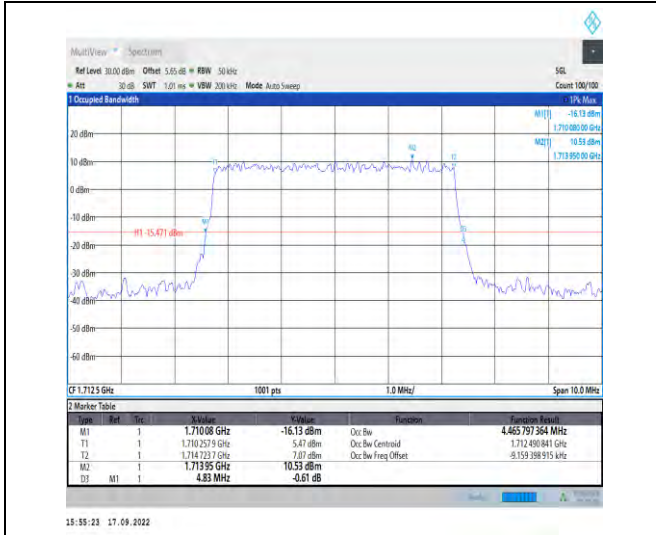 MultiView Spectrum
Ref Level 30.00 dBm Offset 5.65 dB RBW 50 kHz SGL
Att 30 dB SWT 1.01 ms VBW 200 kHz Mode Auto Sweep Count 100/100
1 Occupied Bandwidth 1Pk Max
M1[1] -16.13 dBm
1.710 080 00 GHz
M2[1] 10.53 dBm
1.713 950 00 GHz
20 dBm
M2
10 dBm
T1 T2
0 dBm
-10 dBm
M1
H1 -15.471 dBm
D3
-20 dBm
-30 dBm
-40 dBm
-50 dBm
-60 dBm
CF 1.712 5 GHz 1001 pts 1.0 MHz/ Span 10.0 MHz
2 Marker Table
Type Ref Trc X-Value Y-Value Function Function Result
M1 1 1.710 08 GHz -16.13 dBm Occ Bw 4.465 797 364 MHz
T1 1 1.710 257 9 GHz 5.47 dBm Occ Bw Centroid 1.712 490 841 GHz
T2 1 1.714 723 7 GHz 7.07 dBm Occ Bw Freq Offset -9.159 398 915 kHz
M2 1 1.713 95 GHz 10.53 dBm
D3 M1 1 4.83 MHz -0.61 dB
15:55:23 17.09.2022